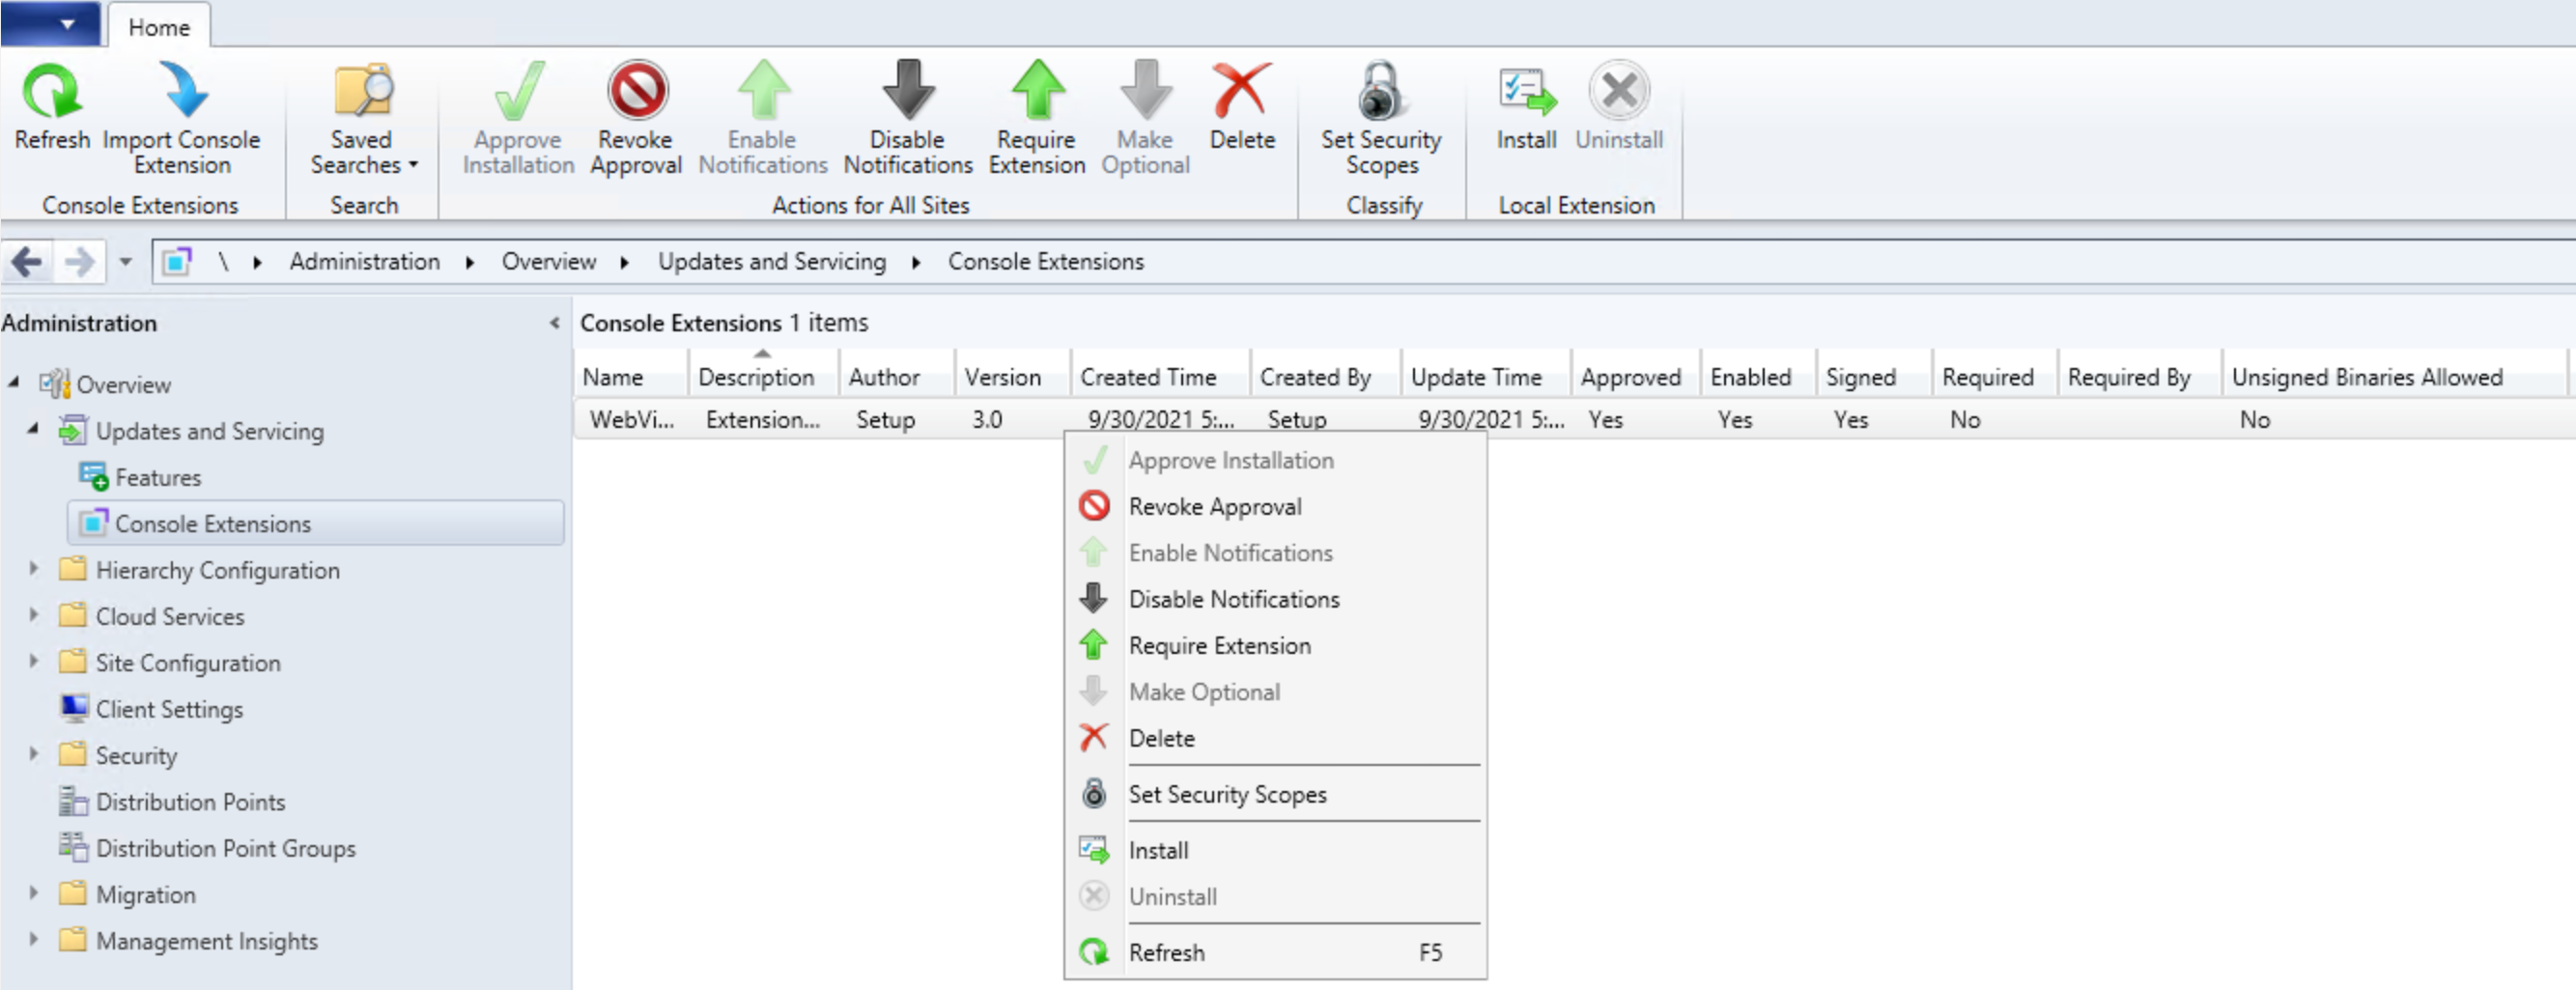 Home
Refresh
Import Console
Extension
Console Extensions
Saved
Searches
Search
Approve
Installation
Revoke
Approval
Enable
Notifications
Disable
Notifications
Require
Extension
Make
Optional
Delete
Actions for All Sites
Set Security
Scopes
Classify
Install
Uninstall
Local Extension
\ Administration Overview Updates and Servicing Console Extensions
Administration
Overview
Updates and Servicing
Features
Console Extensions
Hierarchy Configuration
Cloud Services
Site Configuration
Client Settings
Security
Distribution Points
Distribution Point Groups
Migration
Management Insights
Console Extensions 1 items
Name Description Author Version Created Time Created By Update Time Approved Enabled Signed Required Required By Unsigned Binaries Allowed
WebVi... Extension... Setup 3.0 9/30/2021 5:... Setup 9/30/2021 5:... Yes Yes Yes No No
Approve Installation
Revoke Approval
Enable Notifications
Disable Notifications
Require Extension
Make Optional
Delete
Set Security Scopes
Install
Uninstall
Refresh F5